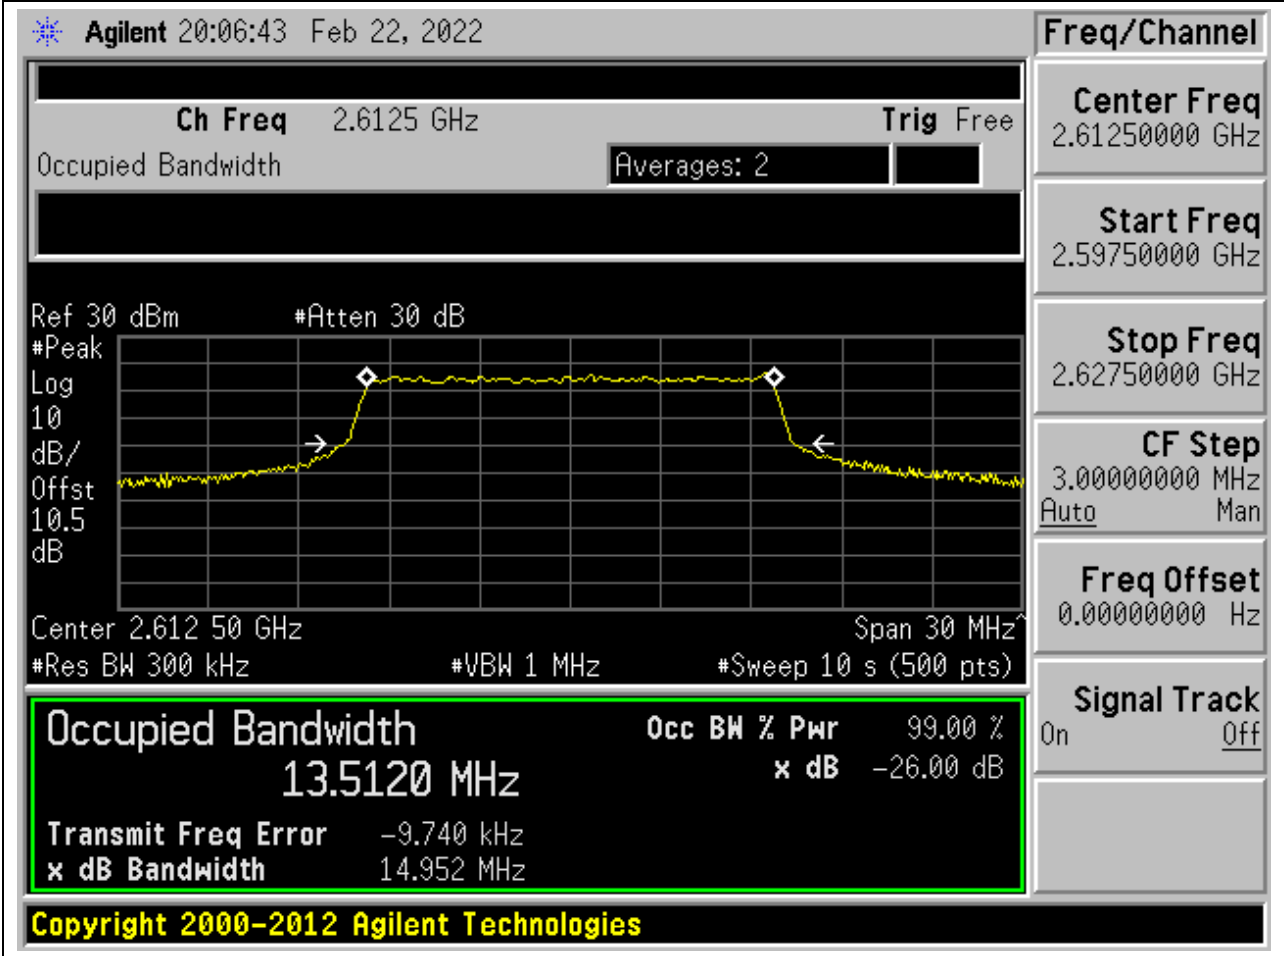 Agilent 20:06:43 Feb 22, 2022
Freq/Channel
Ch Freq 2.6125 GHz
Trig Free
Occupied Bandwidth
Averages: 2
Ref 30 dBm
#Atten 30 dB
#Peak
Log
10
dB/
Offst
10.5
dB
Center 2.612 50 GHz
Span 30 MHz^
#Res BW 300 kHz
#VBW 1 MHz
#Sweep 10 s (500 pts)
Occupied Bandwidth
13.5120 MHz
Occ BW % Pwr 99.00 %
x dB -26.00 dB
Transmit Freq Error -9.740 kHz
x dB Bandwidth 14.952 MHz
Copyright 2000-2012 Agilent Technologies
Center Freq
2.61250000 GHz
Start Freq
2.59750000 GHz
Stop Freq
2.62750000 GHz
CF Step
3.00000000 MHz
Auto Man
Freq Offset
0.00000000 Hz
Signal Track
On Off